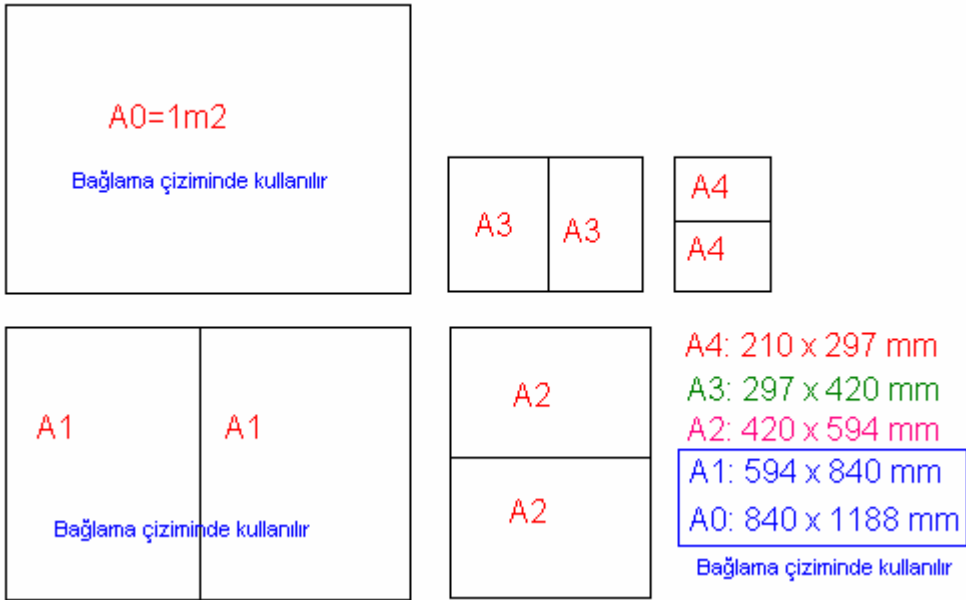 A0=1m2
Bağlama çiziminde kullanılır
A3 A3
A4
A4
A1 A1
Bağlama çiziminde kullanılır
A2
A2
A4: 210 x 297 mm
A3: 297 x 420 mm
A2: 420 x 594 mm
A1: 594 x 840 mm
A0: 840 x 1188 mm
Bağlama çiziminde kullanılır